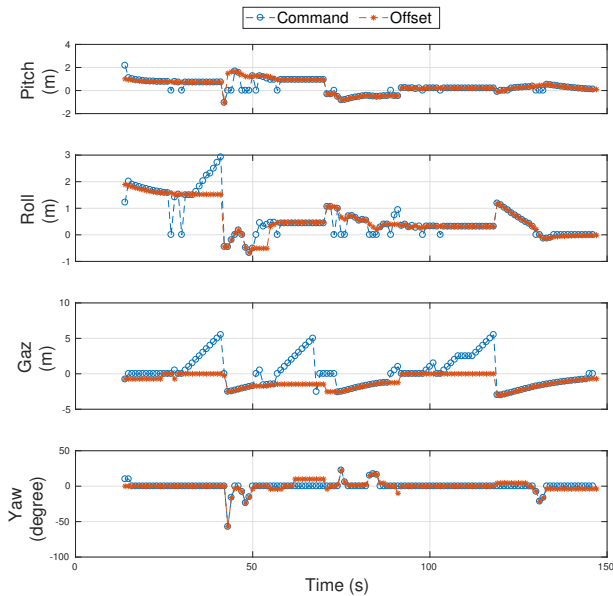 Command Offset
Pitch
(m)
4
2
0
-2
Roll
(m)
3
2
1
0
-1
Gaz
(m)
10
5
0
-5
Yaw
(degree)
50
0
-50
-100
0 50 100 150
Time (s)